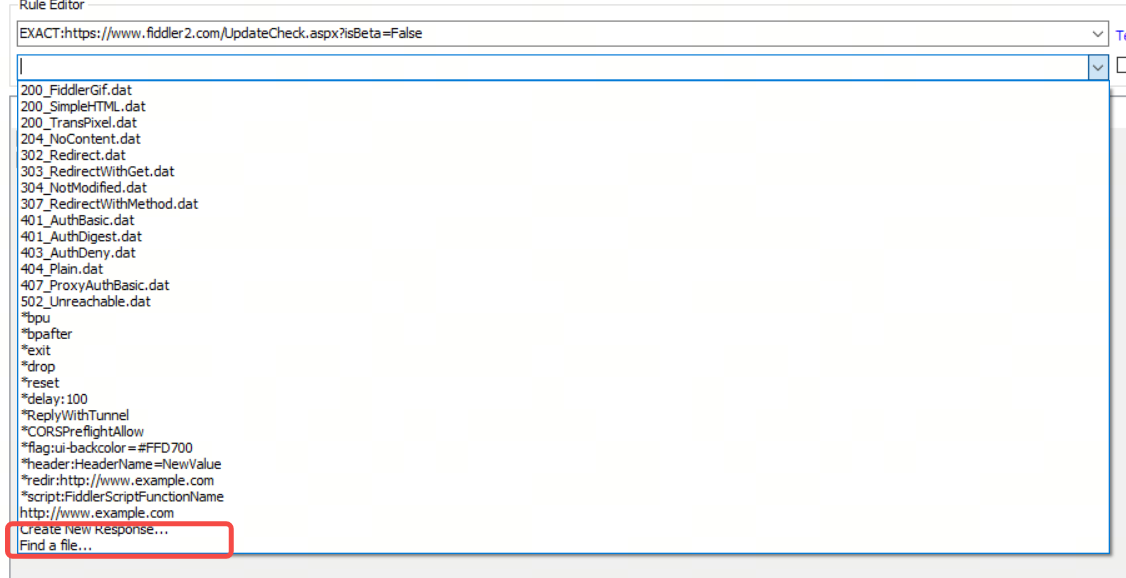 Rule Editor
EXACT:https://www.fiddler2.com/UpdateCheck.aspx?isBeta=False
200_FiddlerGif.dat
200_SimpleHTML.dat
200_TransPixel.dat
204_NoContent.dat
302_Redirect.dat
303_RedirectWithGet.dat
304_NotModified.dat
307_RedirectWithMethod.dat
401_AuthBasic.dat
401_AuthDigest.dat
403_AuthDeny.dat
404_Plain.dat
407_ProxyAuthBasic.dat
502_Unreachable.dat
*bpu
*bpafter
*exit
*drop
*reset
*delay:100
*ReplyWithTunnel
*CORSPreflightAllow
*flag:ui-backcolor=#FFD700
*header:HeaderName=NewValue
*redir:http://www.example.com
*script:FiddlerScriptFunctionName
http://www.example.com
Create New Response...
Find a file...